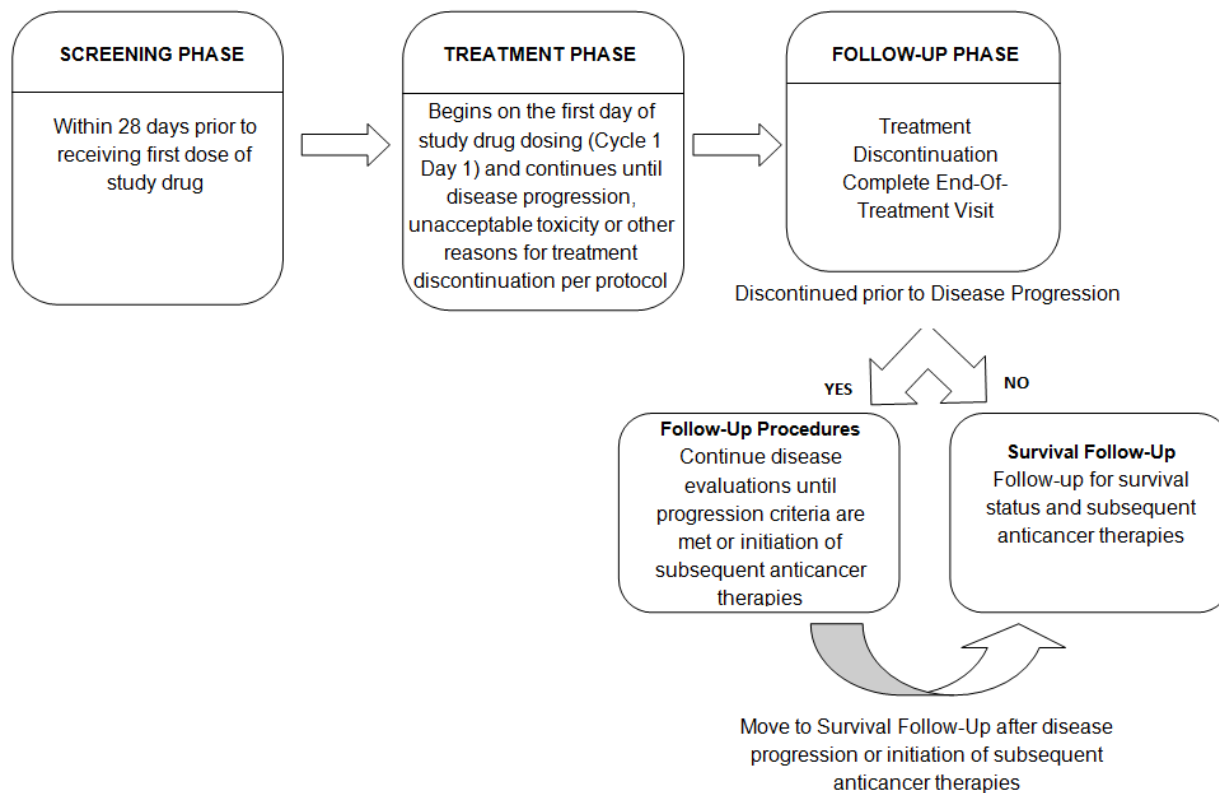 SCREENING PHASE
Within 28 days prior to
receiving first dose of
study drug
TREATMENT PHASE
Begins on the first day of
study drug dosing (Cycle 1
Day 1) and continues until
disease progression,
unacceptable toxicity or other
reasons for treatment
discontinuation per protocol
FOLLOW-UP PHASE
Treatment
Discontinuation
Complete End-Of-
Treatment Visit
Discontinued prior to Disease Progression
YES
NO
Follow-Up Procedures
Continue disease
evaluations until
progression criteria are
met or initiation of
subsequent anticancer
therapies
Survival Follow-Up
Follow-up for survival
status and subsequent
anticancer therapies
Move to Survival Follow-Up after disease
progression or initiation of subsequent
anticancer therapies